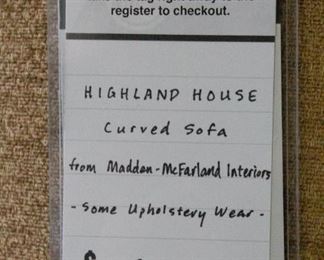 register to checkout.
HIGHLAND HOUSE
Curved Sofa
from Madden-McFarland Interiors
- Some Upholstery Wear -
$